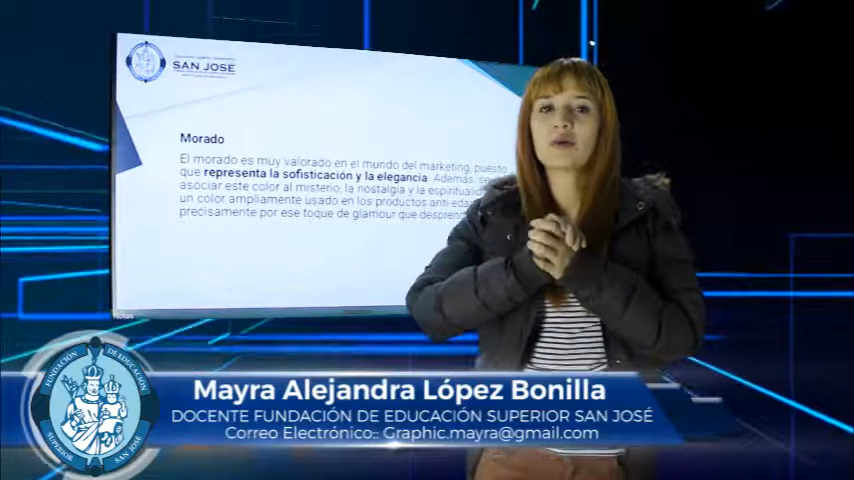 SAN JOSÉ
Morado
El morado es muy valorado en el mundo del marketing, puesto
que representa la sofisticación y la elegancia. Además, se
asociar este color al misterio, la nostalgia y la espiritualid
un color ampliamente usado en los productos anti-edad
precisamente por ese toque de glamour que desprend
FUNDACIÓN DE EDUCACIÓN
SUPERIOR SAN JOSÉ
Mayra Alejandra López Bonilla
DOCENTE FUNDACIÓN DE EDUCACIÓN SUPERIOR SAN JOSÉ
Correo Electrónico:: Graphic.mayra@gmail.com